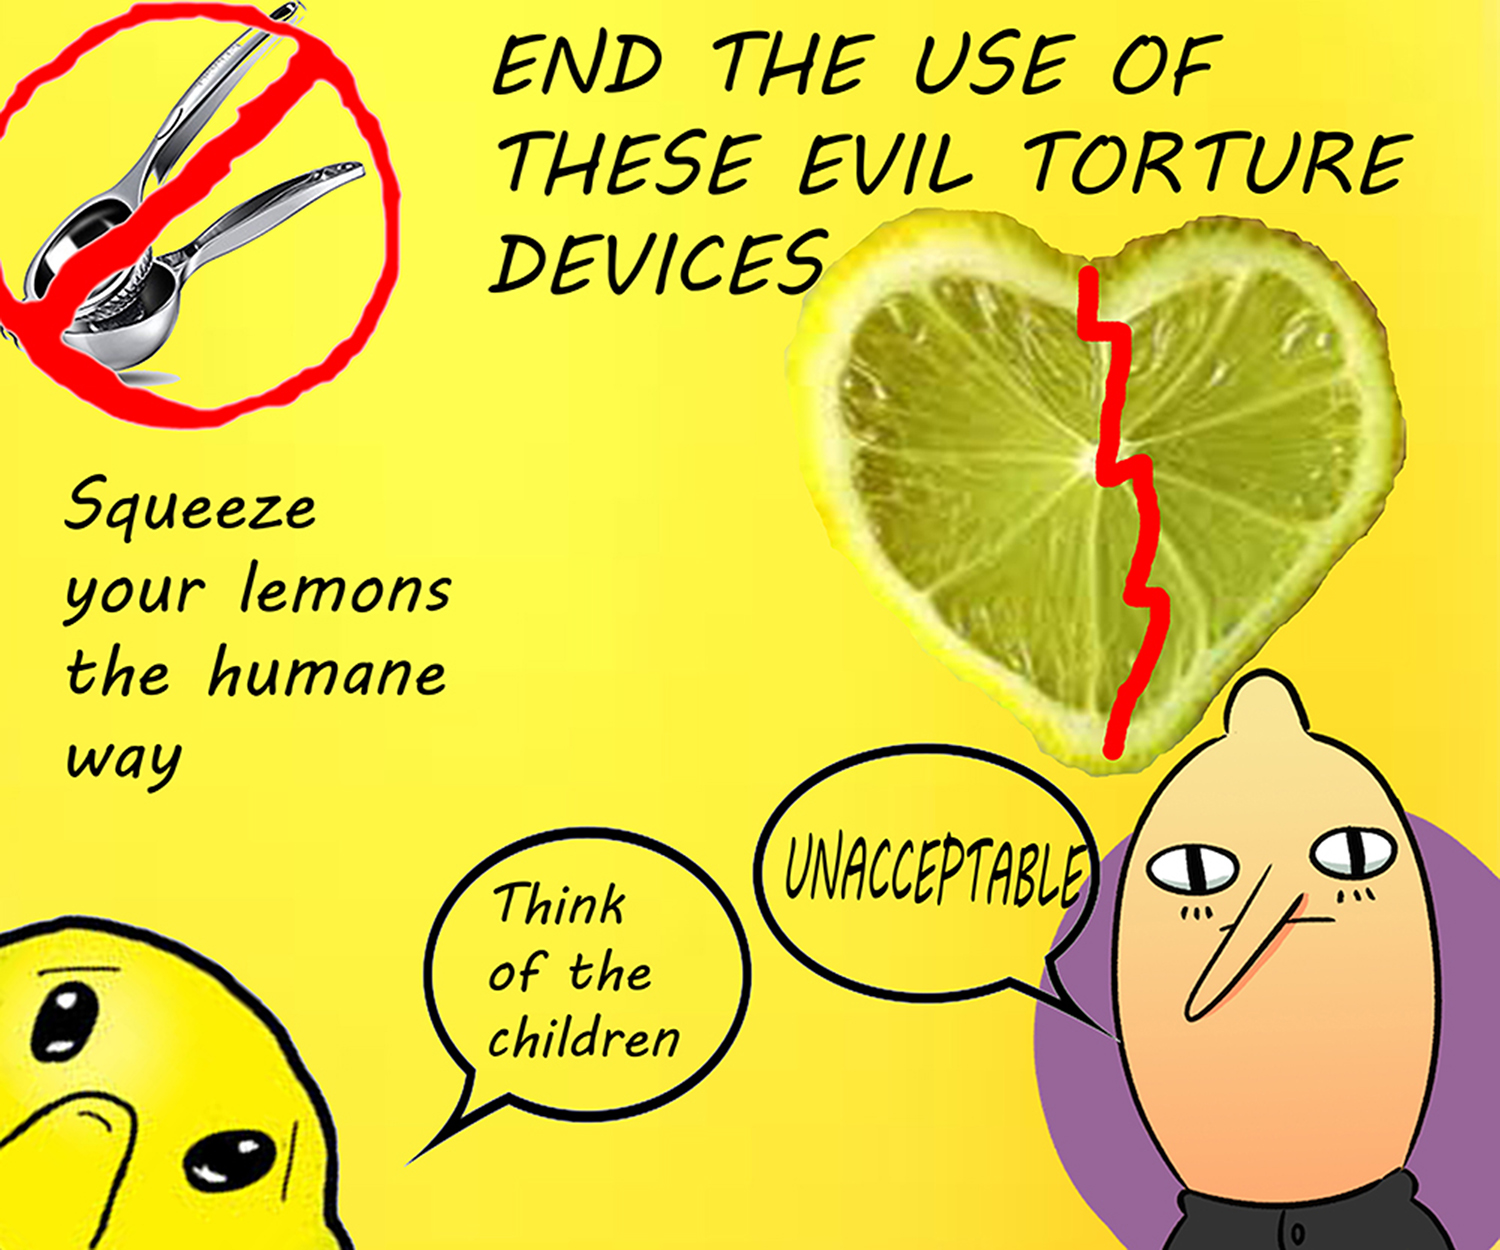 END THE USE OF
THESE EVIL TORTURE
DEVICES
Squeeze
your lemons
the humane
way
UNACCEPTABLE
Think
of the
children